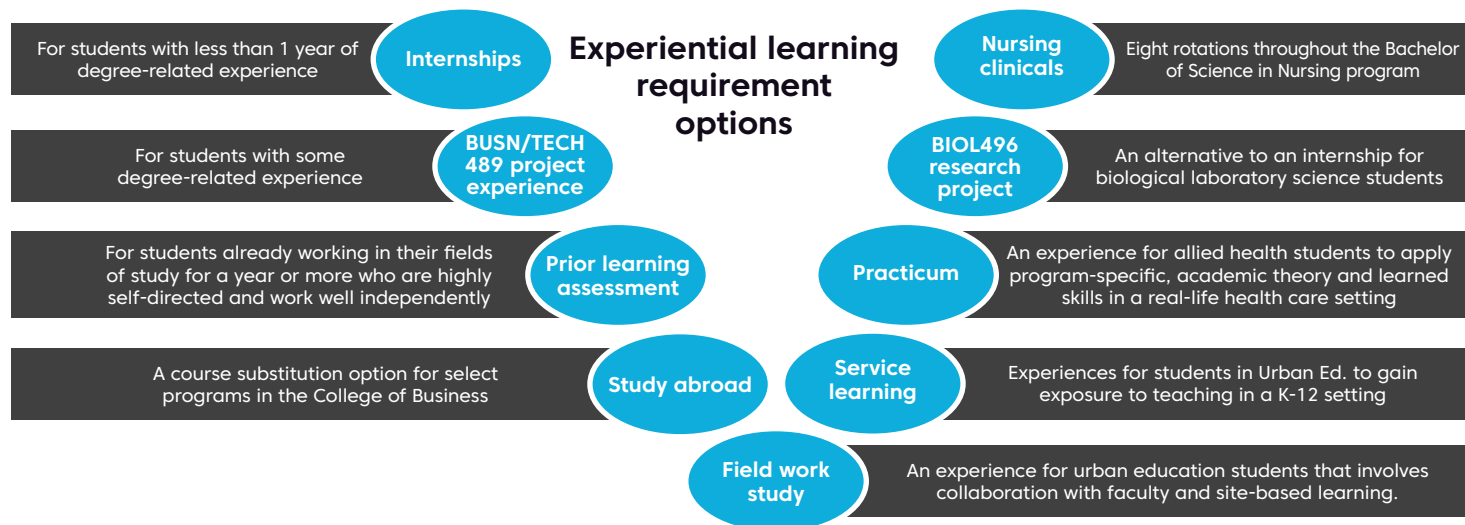 Experiential learning
requirement
options
For students with less than 1 year of
degree-related experience
Internships
BUSN/TECH
489 project
experience
For students with some
degree-related experience
For students already working in their fields
of study for a year or more who are highly
self-directed and work well independently
Prior learning
assessment
A course substitution option for select
programs in the College of Business
Study abroad
Nursing
clinicals
Eight rotations throughout the Bachelor
of Science in Nursing program
BIOL496
research
project
An alternative to an internship for
biological laboratory science students
Practicum
An experience for allied health students to apply
program-specific, academic theory and learned
skills in a real-life health care setting
Service
learning
Experiences for students in Urban Ed. to gain
exposure to teaching in a K-12 setting
Field work
study
An experience for urban education students that involves
collaboration with faculty and site-based learning.